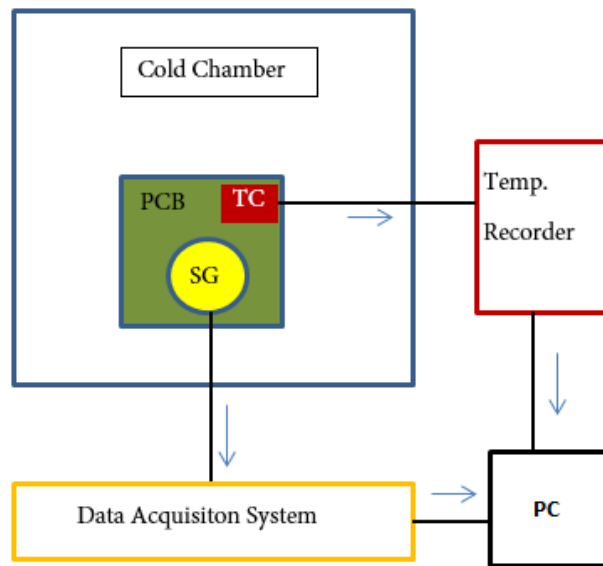 Cold Chamber
PCB
TC
Temp.
Recorder
SG
Data Acquisiton System
PC